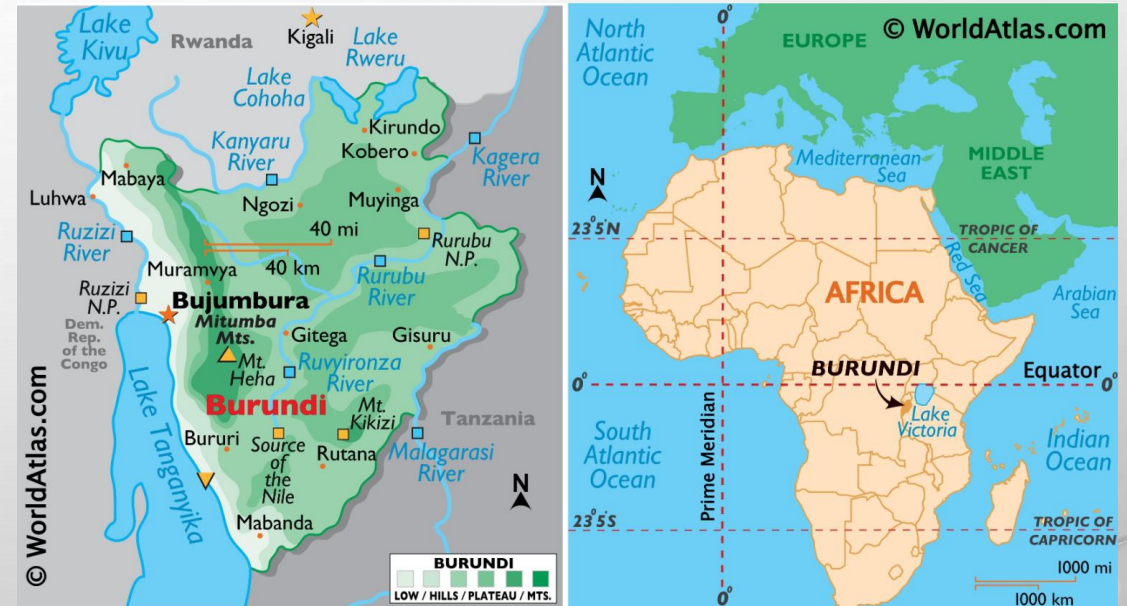 Lake
Kivu
Rwanda
Kigali
Lake
Rweru
Lake
Cohoha
Kirundo
Kanyaru
River
Kobero
Kagera
River
Mabaya
Luhwa
Ngozi
Muyinga
Ruzizi
River
40 mi
40 km
Rurubu
N.P.
Muramvya
Rurubu
River
Ruzizi
N.P.
Bujumbura
Mitumba
Mts.
Dem.
Rep.
of the
Congo
Gitega
Gisuru
Mt.
Heha
Ruvyironza
River
Burundi
Mt.
Kikizi
Tanzania
Lake Tanganyika
Bururi
Source
of
the
Nile
Rutana
Malagarasi
River
N
Mabanda
© WorldAtlas.com
BURUNDI
LOW / HILLS / PLATEAU / MTS.
0°
© WorldAtlas.com
North
Atlantic
Ocean
EUROPE
Mediterranean
Sea
MIDDLE
EAST
N
23°5'N
TROPIC OF
CANCER
Red Sea
AFRICA
Arabian
Sea
BURUNDI
Equator
0°
0°
Lake
Victoria
South
Atlantic
Ocean
Prime Meridian
Indian
Ocean
23°5'S
TROPIC OF
CAPRICORN
1000 mi
1000 km
0°